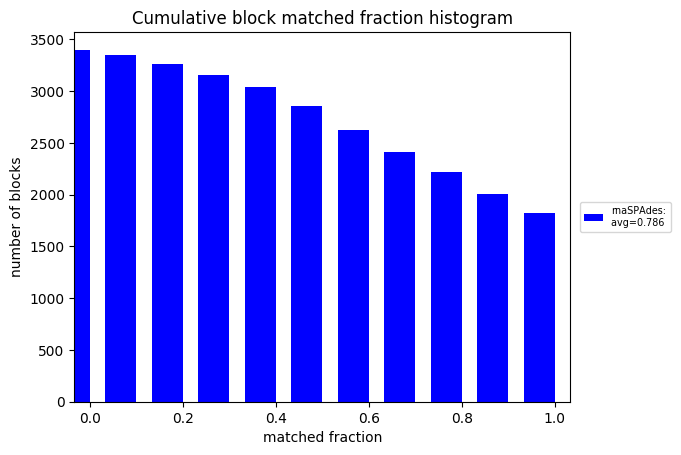 Cumulative block matched fraction histogram
3500
3000
2500
2000
1500
1000
500
0
number of blocks
0.0 0.2 0.4 0.6 0.8 1.0
matched fraction
rnaSPAdes:
avg=0.786